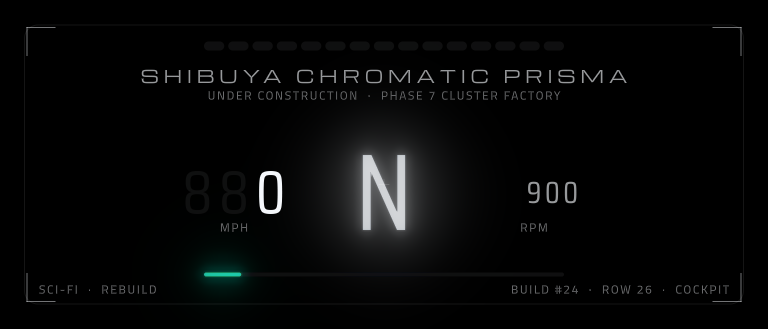 SHIBUYA CHROMATIC PRISMA
UNDER CONSTRUCTION · PHASE 7 CLUSTER FACTORY
0
MPH
N
900
RPM
SCI-FI · REBUILD
BUILD #24 · ROW 26 · COCKPIT